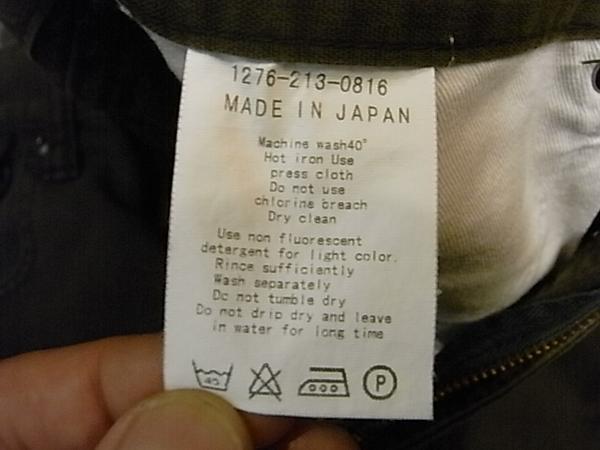 1276-213-0816
MADE IN JAPAN
Machine wash40°
Hot iron Use
press cloth
Do not use
chlorine breach
Dry clean
Use non fluorescent
detergent for light color.
Rince sufficiently
Wash separately
Do not tumble dry
Do not drip dry and leave
in water for long time
40 P